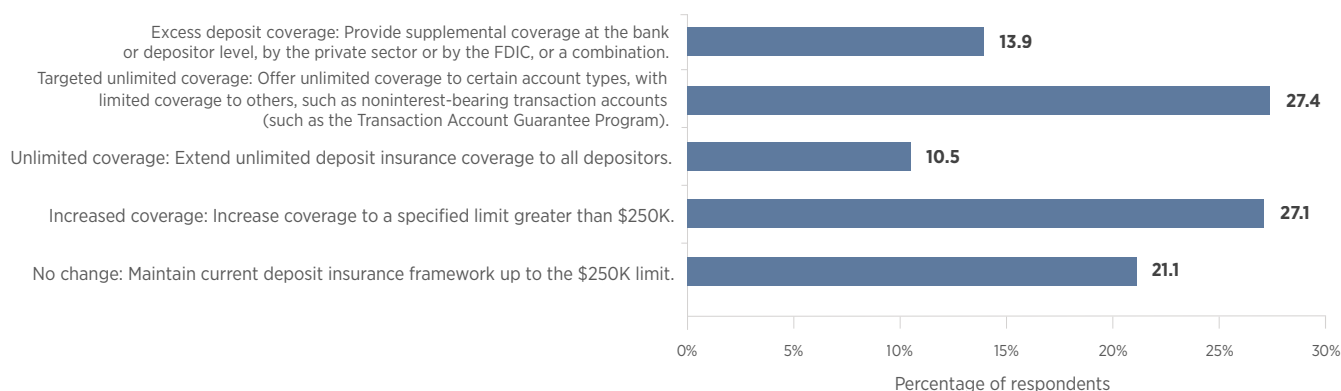 Excess deposit coverage: Provide supplemental coverage at the bank
or depositor level, by the private sector or by the FDIC, or a combination.
13.9
Targeted unlimited coverage: Offer unlimited coverage to certain account types, with
limited coverage to others, such as noninterest-bearing transaction accounts
(such as the Transaction Account Guarantee Program).
27.4
Unlimited coverage: Extend unlimited deposit insurance coverage to all depositors.
10.5
Increased coverage: Increase coverage to a specified limit greater than $250K.
27.1
No change: Maintain current deposit insurance framework up to the $250K limit.
21.1
0% 5% 10% 15% 20% 25% 30%
Percentage of respondents